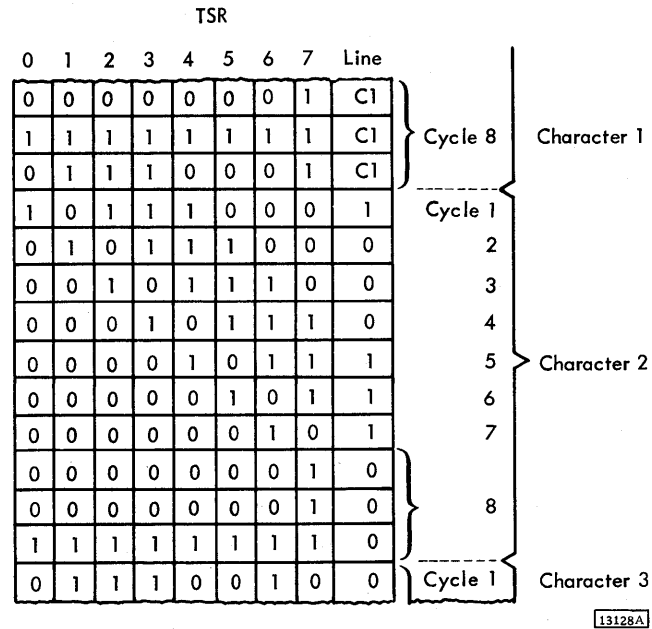 TSR
0 1 2 3 4 5 6 7 Line
0 0 0 0 0 0 0 1 C1
1 1 1 1 1 1 1 1 C1 Cycle 8 Character 1
0 1 1 1 0 0 0 1 C1
1 0 1 1 1 0 0 0 1 Cycle 1
0 1 0 1 1 1 0 0 0 2
0 0 1 0 1 1 1 0 0 3
0 0 0 1 0 1 1 1 0 4
0 0 0 0 1 0 1 1 1 5 Character 2
0 0 0 0 0 1 0 1 1 6
0 0 0 0 0 0 1 0 1 7
0 0 0 0 0 0 0 1 0
0 0 0 0 0 0 0 1 0 8
1 1 1 1 1 1 1 1 0
0 1 1 1 0 0 1 0 0 Cycle 1 Character 3
13128A